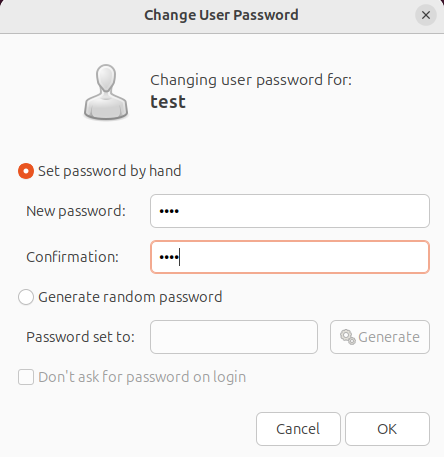 Change User Password
Changing user password for:
test
Set password by hand
New password: ••••
Confirmation: ••••
Generate random password
Password set to: Generate
Don't ask for password on login
Cancel OK